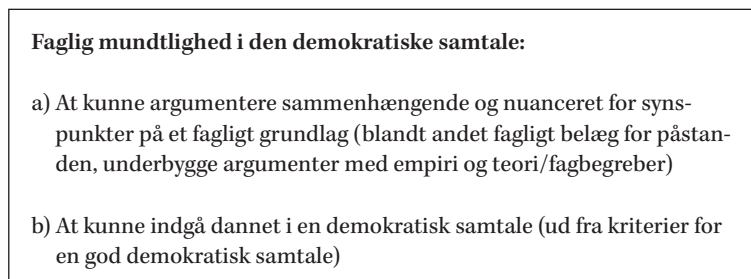 Faglig mundtlighed i den demokratiske samtale:
a) At kunne argumentere sammenhængende og nuanceret for syns-
punkter på et fagligt grundlag (blandt andet fagligt belæg for påstan-
den, underbygge argumenter med empiri og teori/fagbegreber)
b) At kunne indgå dannet i en demokratisk samtale (ud fra kriterier for
en god demokratisk samtale)